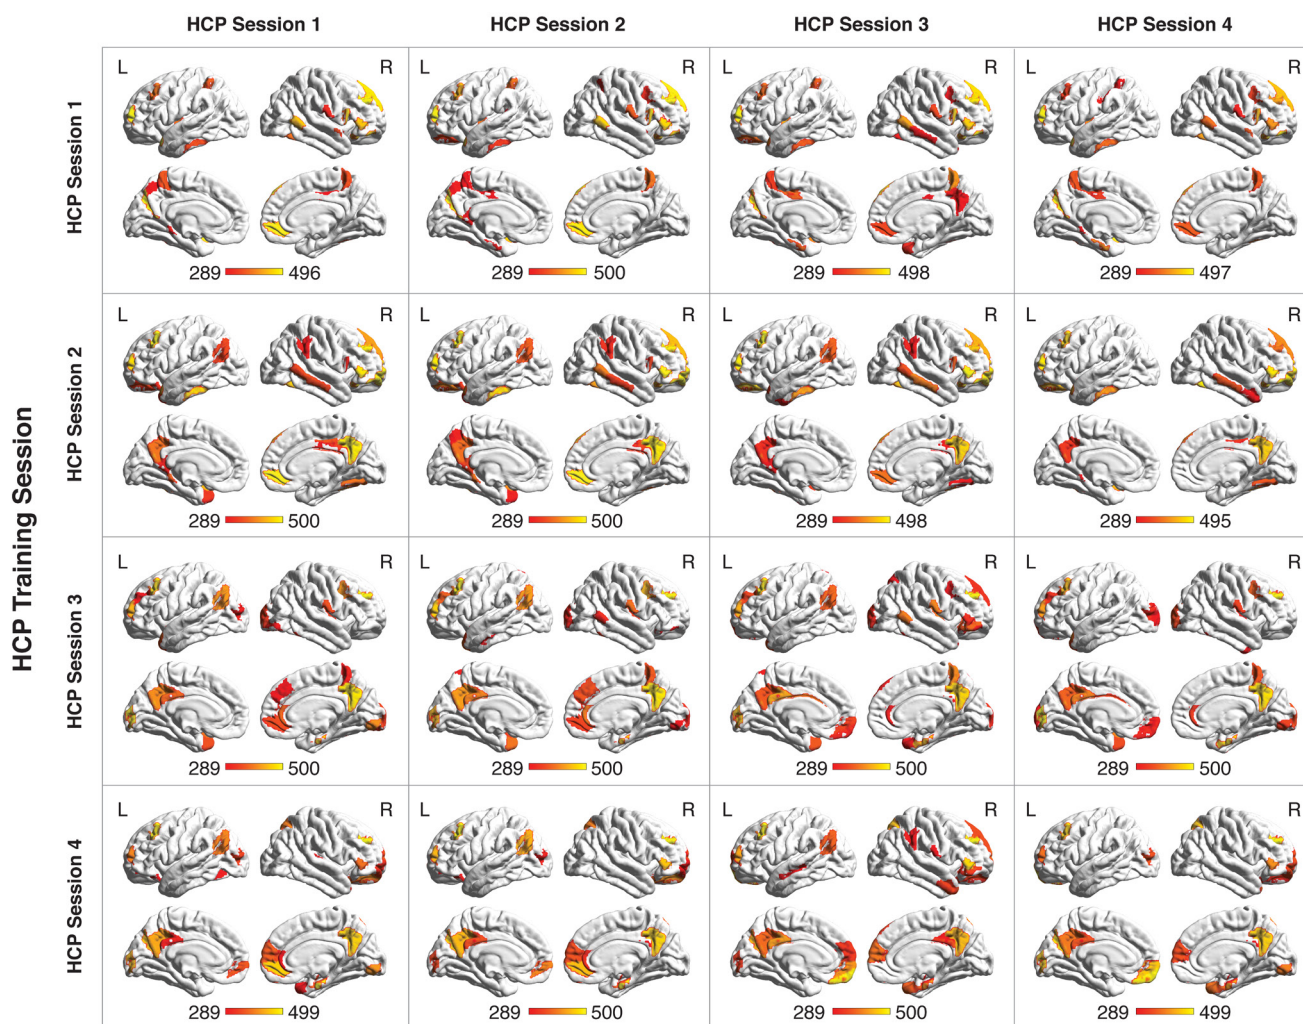 HCP Session 1 HCP Session 2 HCP Session 3 HCP Session 4
HCP Training Session
HCP Session 1
L R L R L R L R
289 496 289 500 289 498 289 497
HCP Session 2
L R L R L R L R
289 500 289 500 289 498 289 495
HCP Session 3
L R L R L R L R
289 500 289 500 289 500 289 500
HCP Session 4
L R L R L R L R
289 499 289 500 289 500 289 499